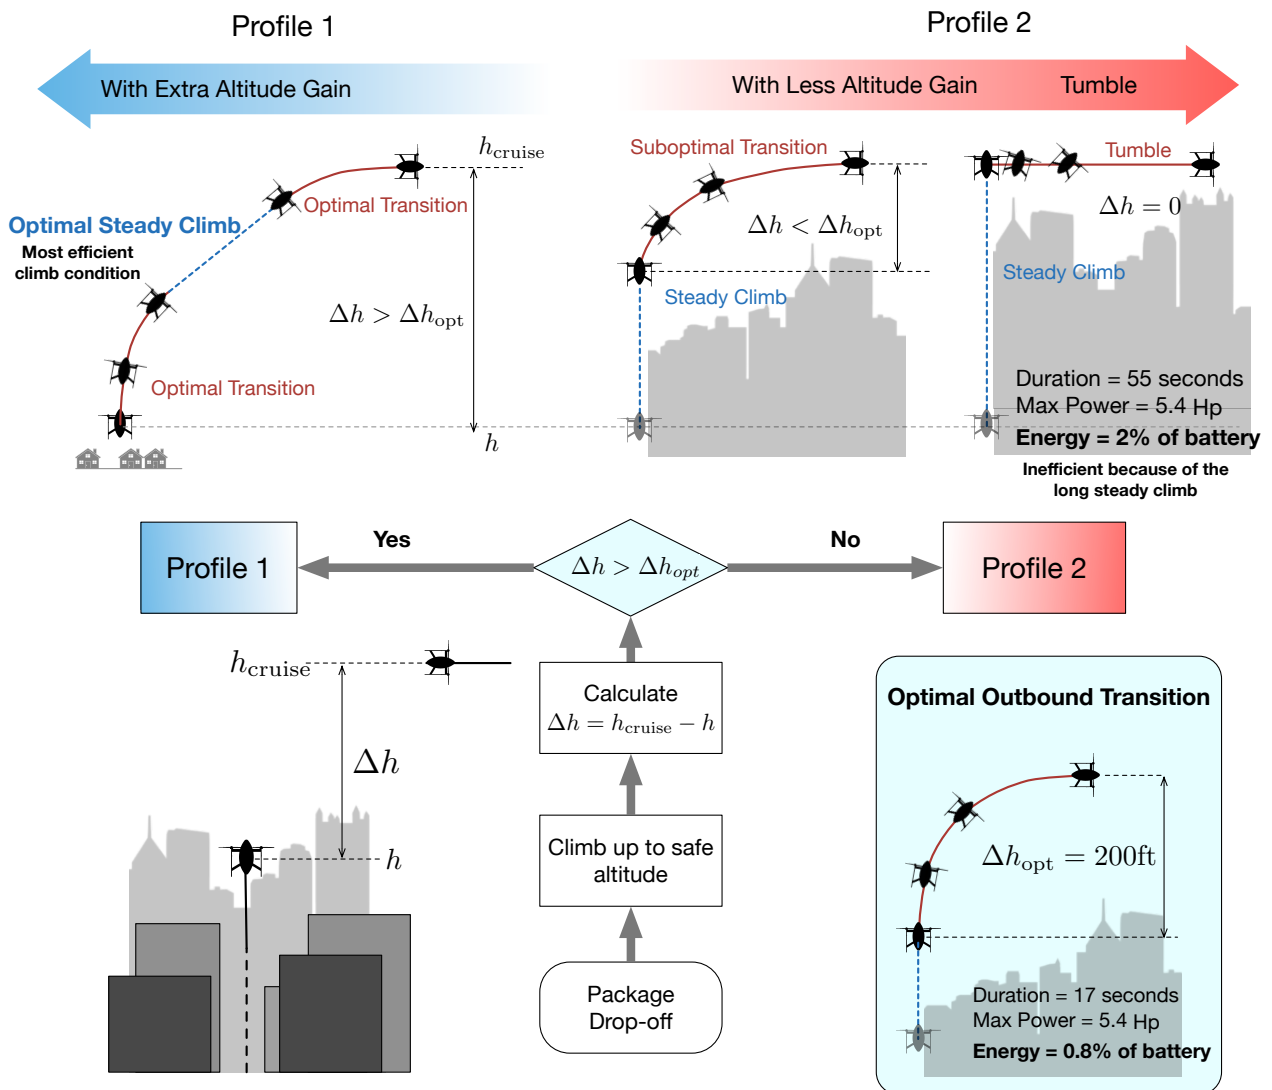 Profile 1
Profile 2
With Extra Altitude Gain
With Less Altitude Gain
Tumble
h_cruise
Optimal Transition
Optimal Steady Climb
Most efficient
climb condition
Δh > Δh_opt
Optimal Transition
h
Suboptimal Transition
Δh < Δh_opt
Steady Climb
Tumble
Δh = 0
Steady Climb
Duration = 55 seconds
Max Power = 5.4 Hp
Energy = 2% of battery
Inefficient because of the
long steady climb
Profile 1
Yes
Δh > Δh_opt
No
Profile 2
h_cruise
Δh
h
Calculate
Δh = h_cruise − h
Climb up to safe
altitude
Package
Drop-off
Optimal Outbound Transition
Δh_opt = 200ft
Duration = 17 seconds
Max Power = 5.4 Hp
Energy = 0.8% of battery